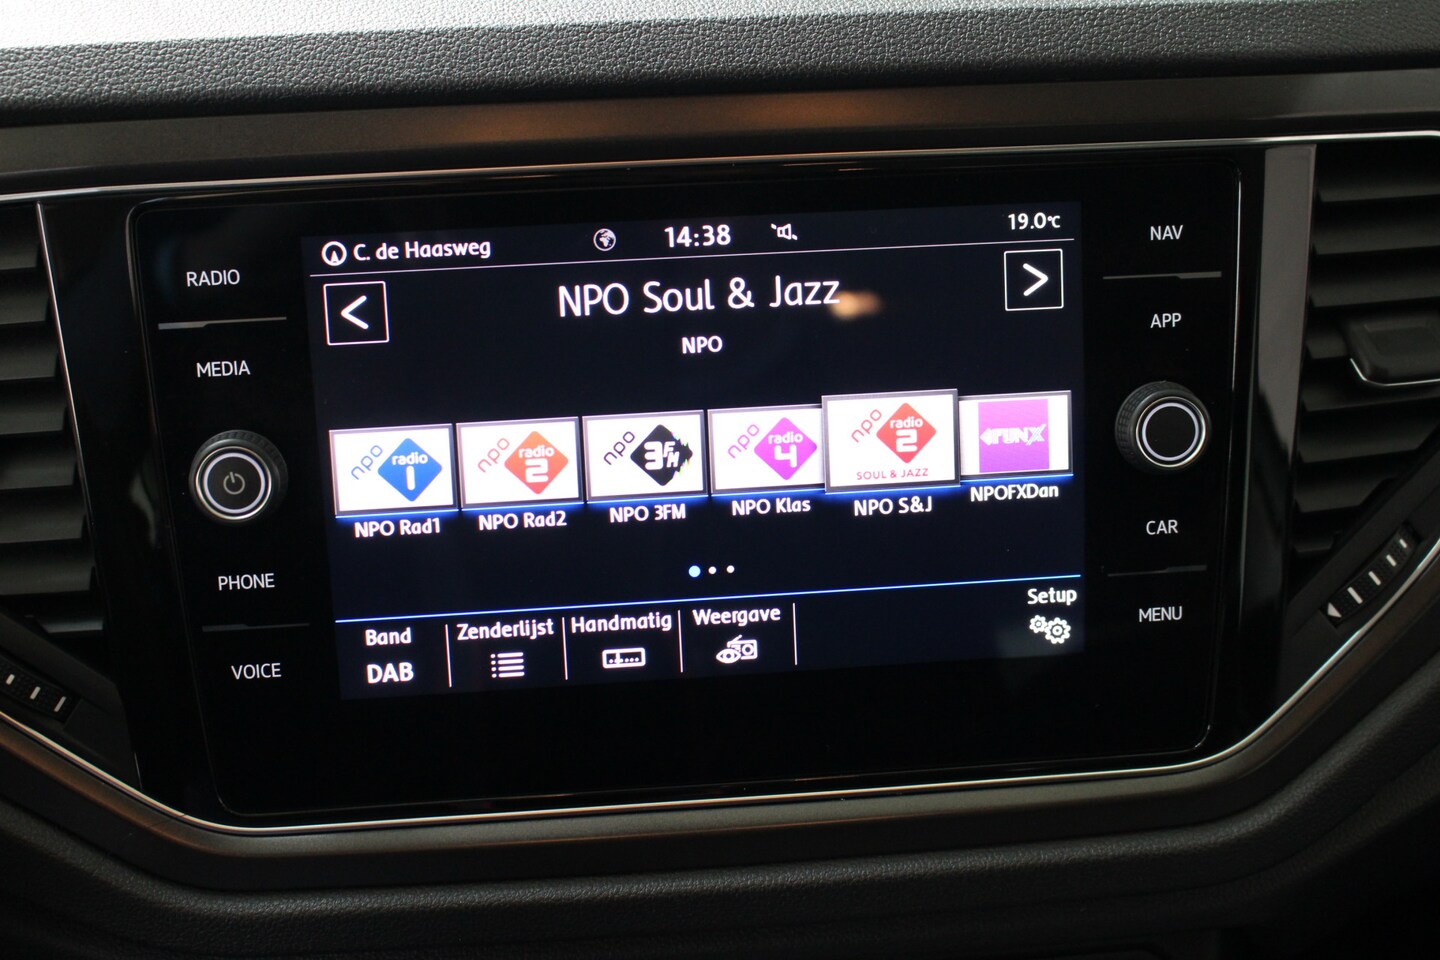 C. de Haasweg
14:38
19.0°C
NPO Soul & Jazz
NPO
RADIO
MEDIA
PHONE
VOICE
NAV
APP
CAR
MENU
npo radio 1
npo radio 2
npo 3FM
npo radio 4
npo radio 2 SOUL & JAZZ
FUNX
NPO Rad1
NPO Rad2
NPO 3FM
NPO Klas
NPO S&J
NPOFXDan
Band
DAB
Zenderlijst
Handmatig
Weergave
Setup